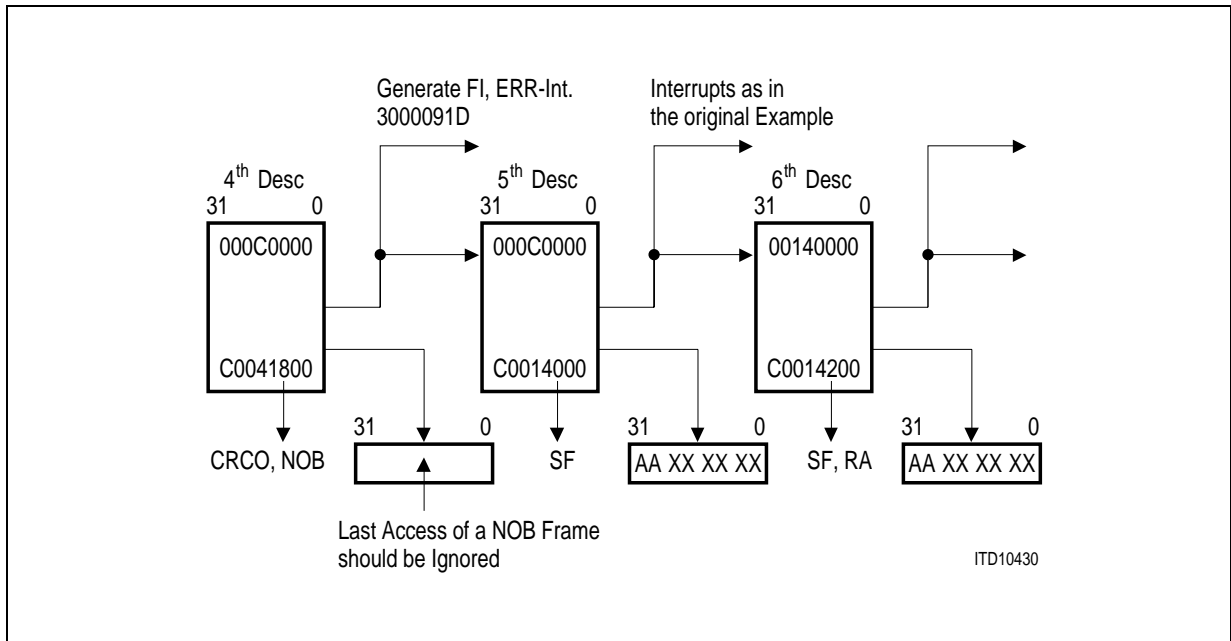 Generate FI, ERR-Int.
3000091D
Interrupts as in
the original Example
4th Desc
31 0
5th Desc
31 0
6th Desc
31 0
000C0000
000C0000
00140000
C0041800
C0014000
C0014200
31 0
31 0
31 0
CRCO, NOB
SF
AA XX XX XX
SF, RA
AA XX XX XX
Last Access of a NOB Frame
should be Ignored
ITD10430